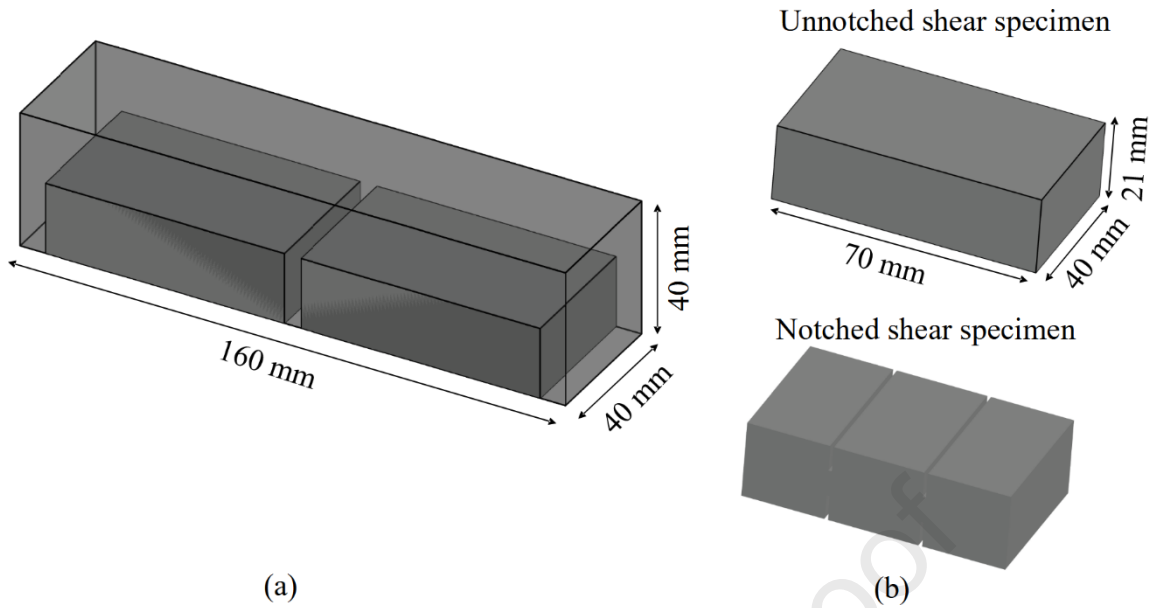 Unnotched shear specimen
21 mm
40 mm
70 mm
40 mm
40 mm
160 mm
Notched shear specimen
(a)
(b)